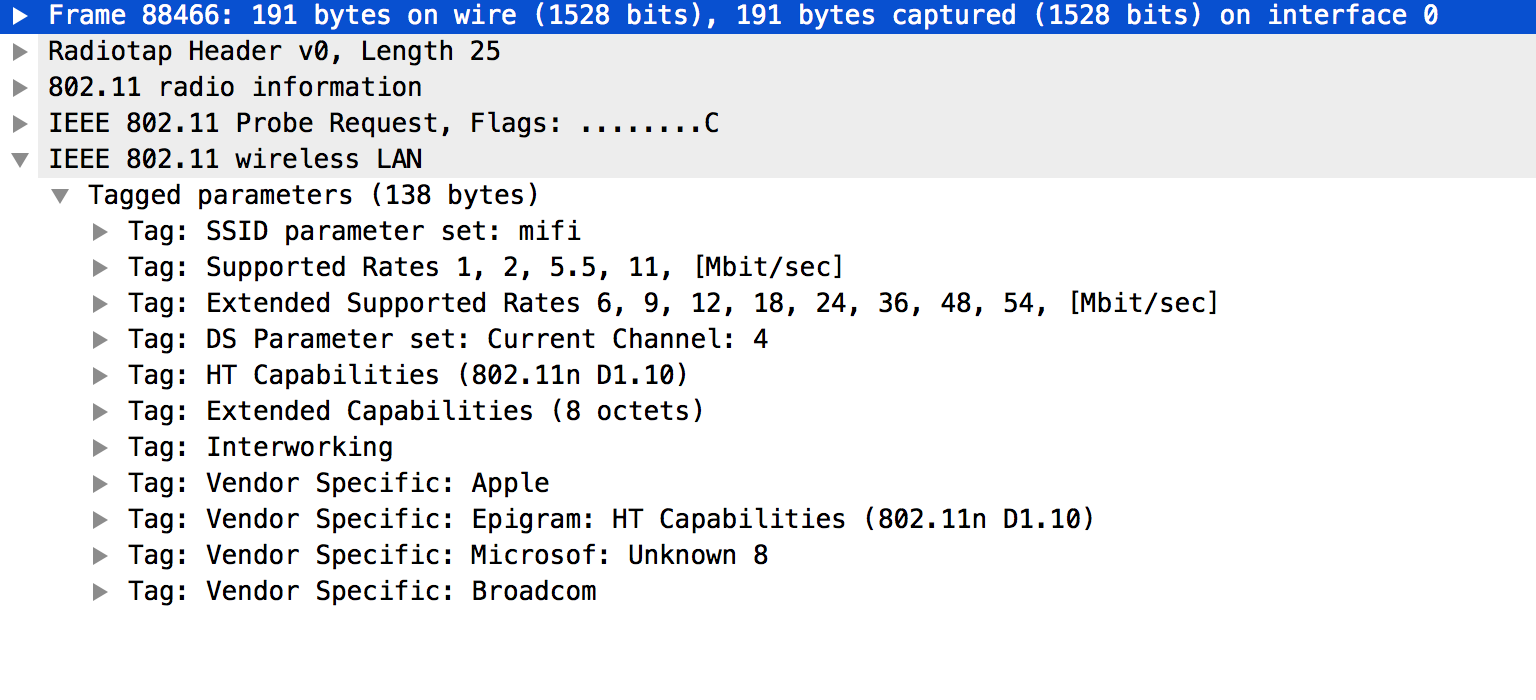 Frame 88466: 191 bytes on wire (1528 bits), 191 bytes captured (1528 bits) on interface 0
Radiotap Header v0, Length 25
802.11 radio information
IEEE 802.11 Probe Request, Flags: ........C
IEEE 802.11 wireless LAN
Tagged parameters (138 bytes)
Tag: SSID parameter set: mifi
Tag: Supported Rates 1, 2, 5.5, 11, [Mbit/sec]
Tag: Extended Supported Rates 6, 9, 12, 18, 24, 36, 48, 54, [Mbit/sec]
Tag: DS Parameter set: Current Channel: 4
Tag: HT Capabilities (802.11n D1.10)
Tag: Extended Capabilities (8 octets)
Tag: Interworking
Tag: Vendor Specific: Apple
Tag: Vendor Specific: Epigram: HT Capabilities (802.11n D1.10)
Tag: Vendor Specific: Microsof: Unknown 8
Tag: Vendor Specific: Broadcom